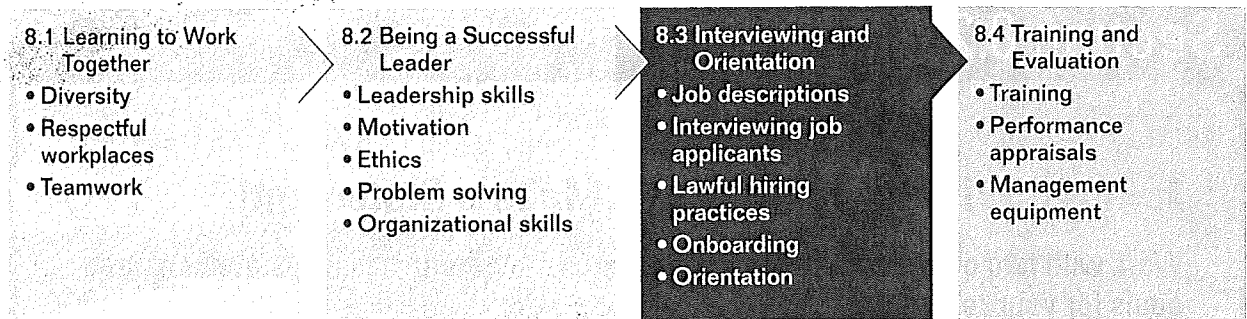 8.1 Learning to Work
Together
• Diversity
• Respectful
workplaces
• Teamwork
8.2 Being a Successful
Leader
• Leadership skills
• Motivation
• Ethics
• Problem solving
• Organizational skills
8.3 Interviewing and
Orientation
• Job descriptions
• Interviewing job
applicants
• Lawful hiring
practices
• Onboarding
• Orientation
8.4 Training and
Evaluation
• Training
• Performance
appraisals
• Management
equipment